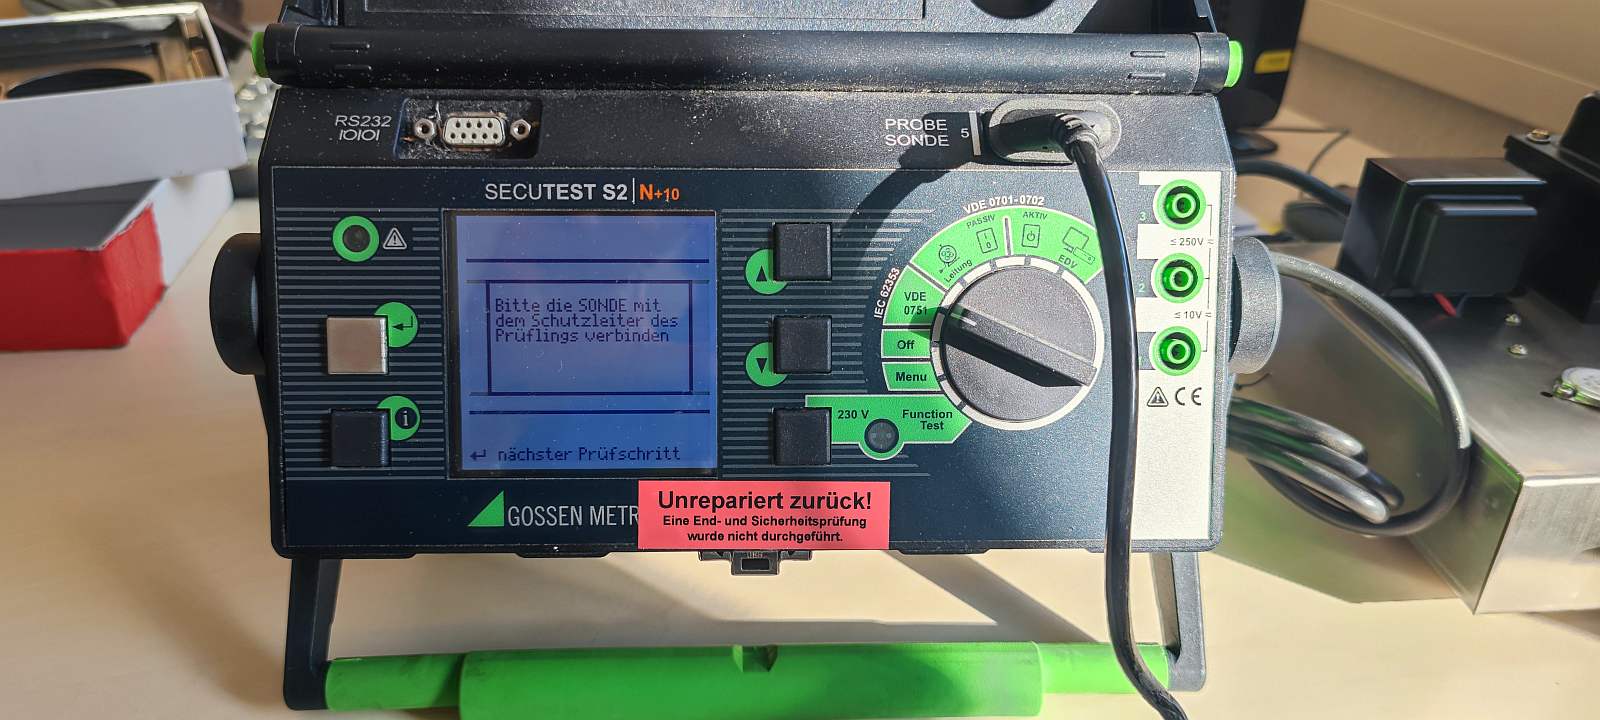 RS232
IOIOI
PROBE
SONDE
5
SECUTEST S2 | N+10
Bitte die SONDE mit
dem Schutzleiter des
Prüflings verbinden
↵ nächster Prüfschritt
i
VDE 0701-0702
PASSIV
AKTIV
Leitung
EDV
IEC 62353
VDE
0751
Off
Menu
230 V
Function
Test
3
≤ 250V ≂
2
≤ 10V ≂
CE
GOSSEN METR
Unrepariert zurück!
Eine End- und Sicherheitsprüfung
wurde nicht durchgeführt.